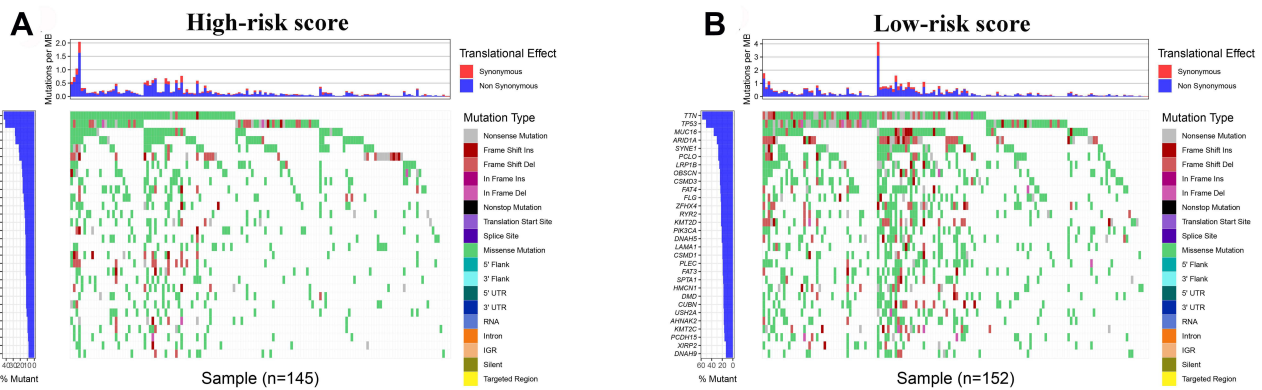 A
High-risk score
Mutations per MB
2.0
1.5
1.0
0.5
0.0
Translational Effect
Synonymous
Non Synonymous
Mutation Type
Nonsense Mutation
Frame Shift Ins
Frame Shift Del
In Frame Ins
In Frame Del
Nonstop Mutation
Translation Start Site
Splice Site
Missense Mutation
5' Flank
3' Flank
5' UTR
3' UTR
RNA
Intron
IGR
Silent
Targeted Region
403020100
% Mutant
Sample (n=145)
B
Low-risk score
Mutations per MB
4
3
2
1
0
Translational Effect
Synonymous
Non Synonymous
TTN
TP53
MUC16
ARID1A
SYNE1
PCLO
LRP1B
OBSCN
CSMD3
FAT4
FLG
ZFHX4
RYR2
KMT2D
PIK3CA
DNAH5
LAMA1
CSMD1
PLEC
FAT3
SPTA1
HMCN1
DMD
CUBN
USH2A
AHNAK2
KMT2C
PCDH15
XIRP2
DNAH9
Mutation Type
Nonsense Mutation
Frame Shift Ins
Frame Shift Del
In Frame Ins
In Frame Del
Nonstop Mutation
Translation Start Site
Splice Site
Missense Mutation
5' Flank
3' Flank
5' UTR
3' UTR
RNA
Intron
IGR
Silent
Targeted Region
60 40 20 0
% Mutant
Sample (n=152)